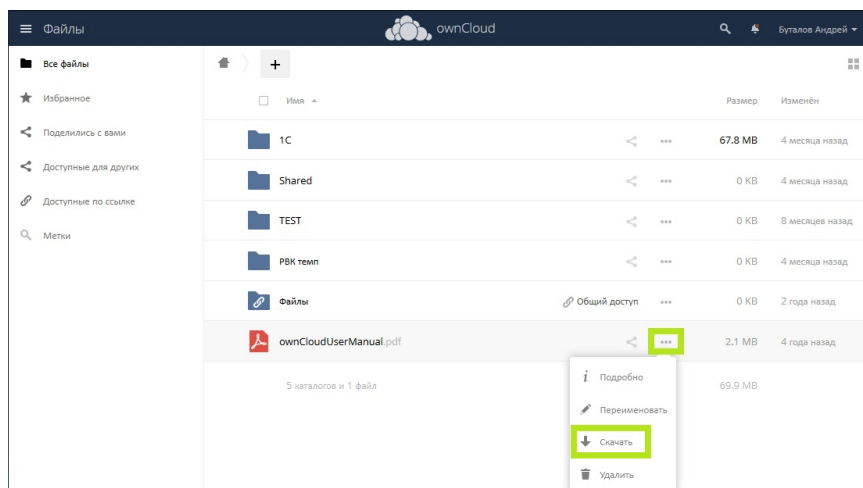 Файлы ownCloud Буталов Андрей
Все файлы
Избранное
Поделились с вами
Доступные для других
Доступные по ссылке
Метки
+
Имя Размер Изменён
1C 67.8 MB 4 месяца назад
Shared 0 KB 4 месяца назад
TEST 0 KB 8 месяцев назад
РВК темп 0 KB 4 месяца назад
Файлы Общий доступ 0 KB 2 года назад
ownCloudUserManual.pdf 2.1 MB 4 года назад
5 каталогов и 1 файл 69.9 MB
Подробно
Переименовать
Скачать
Удалить